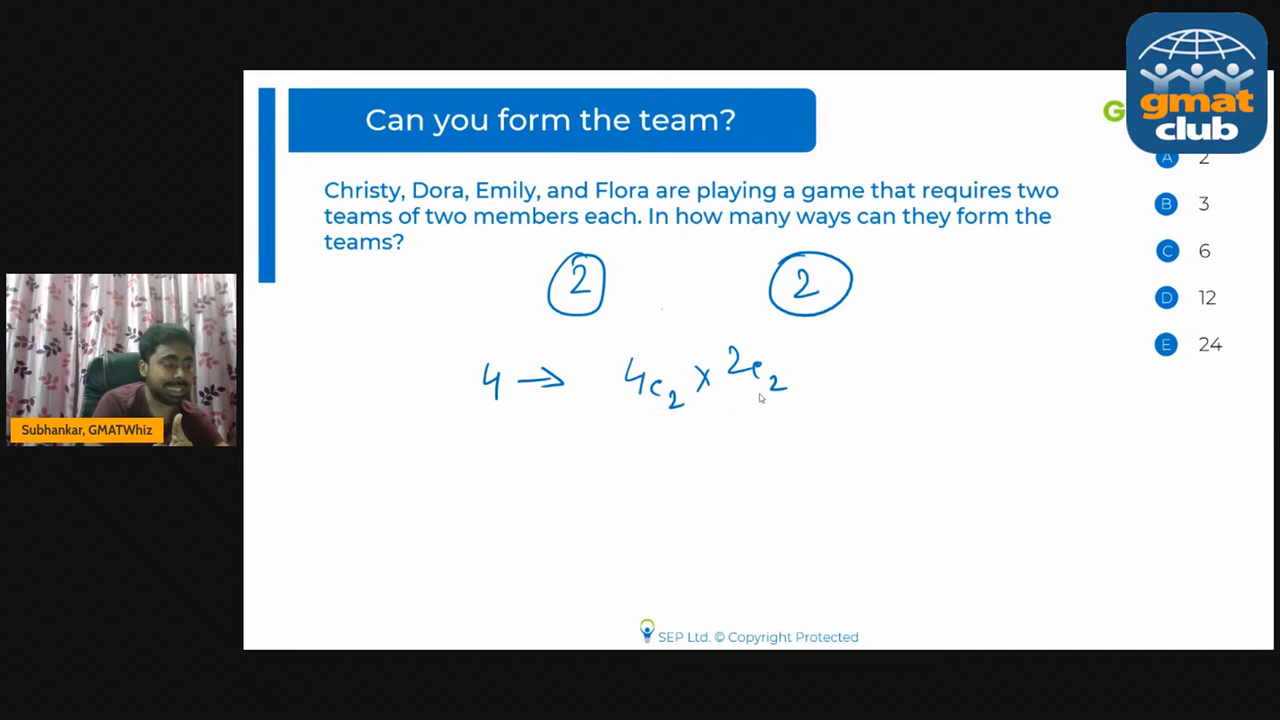 gmat
club
Can you form the team?
G
Christy, Dora, Emily, and Flora are playing a game that requires two
teams of two members each. In how many ways can they form the
teams?
A 2
B 3
C 6
D 12
E 24
2 2
4 → 4c2 × 2c2
Subhankar, GMATWhiz
SEP Ltd. © Copyright Protected